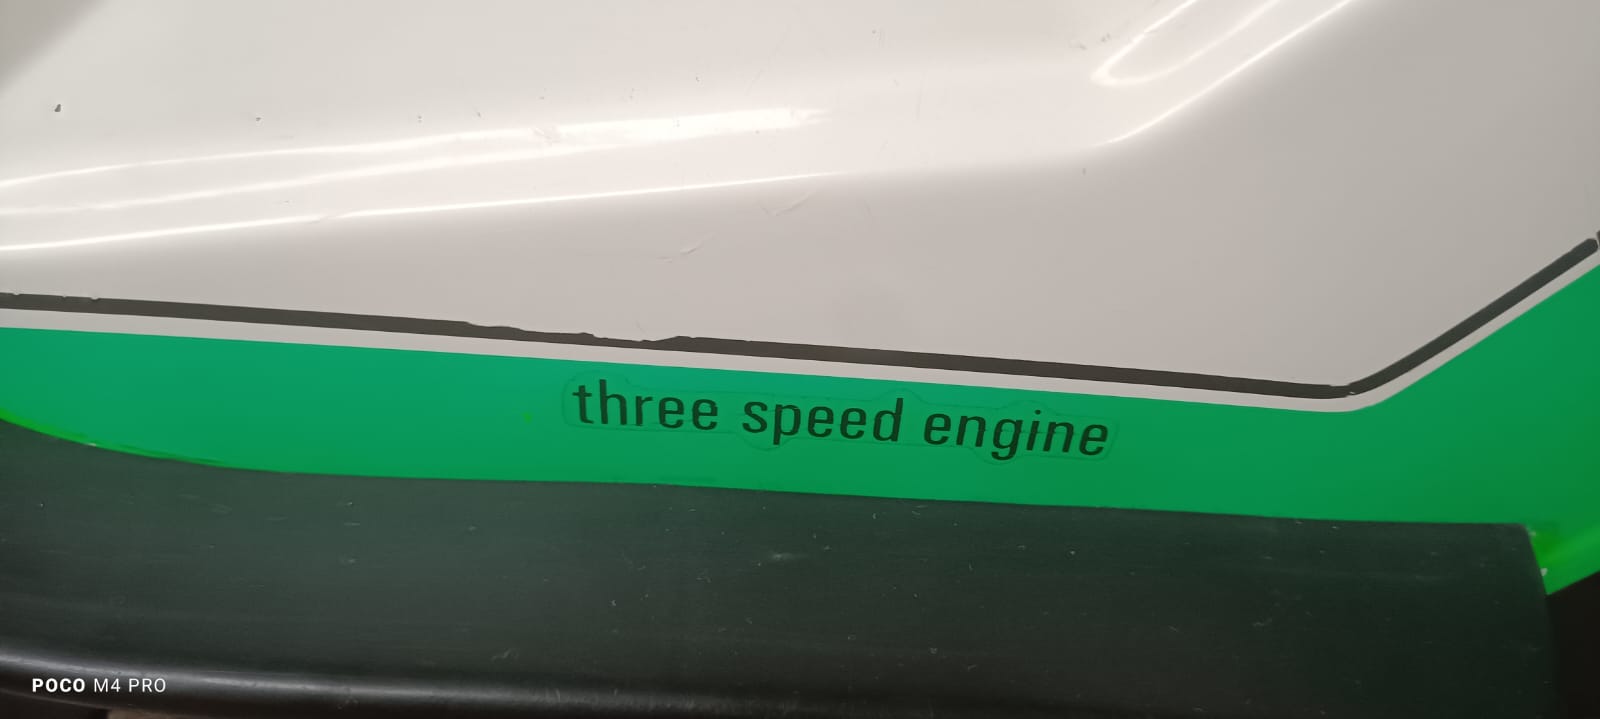 three speed engine
POCO M4 PRO